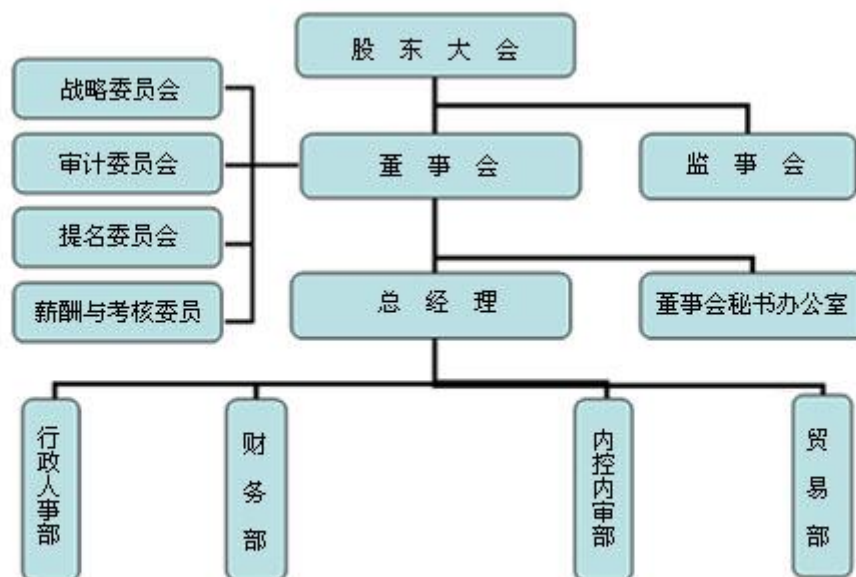 股东大会
战略委员会
审计委员会
董事会
监事会
提名委员会
薪酬与考核委员
总经理
董事会秘书办公室
行政人事部
财务部
内控内审部
贸易部